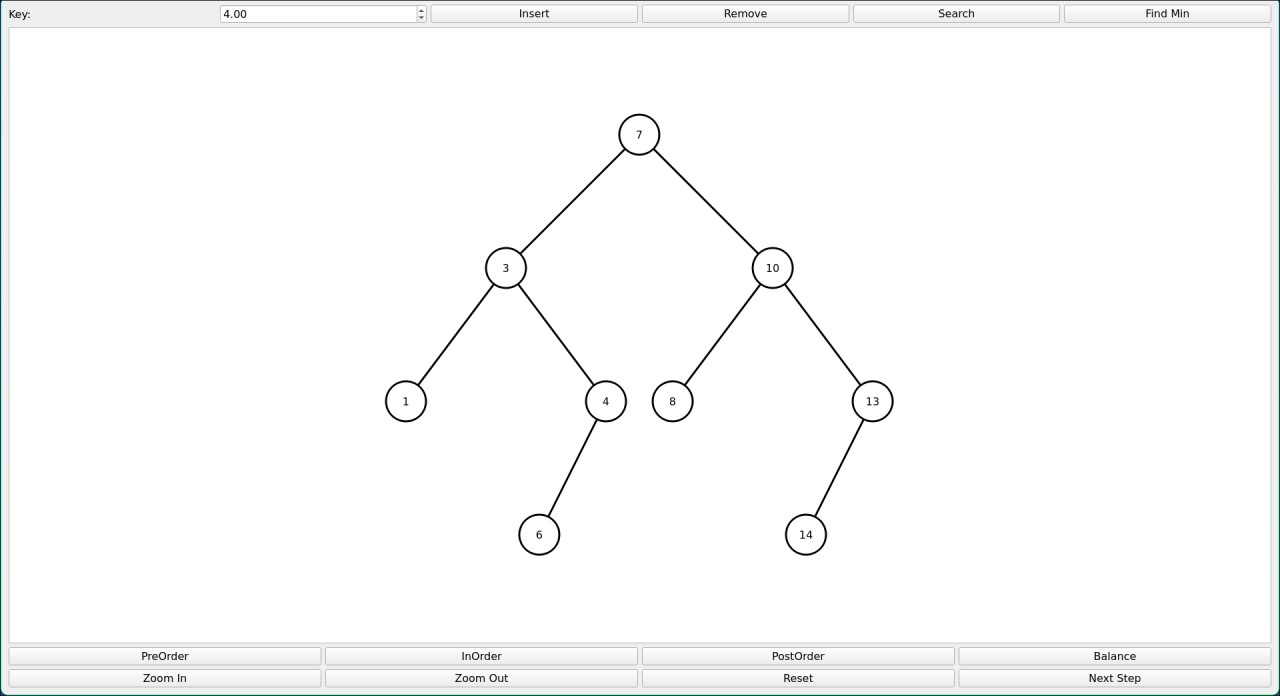 Key: 4.00 Insert Remove Search Find Min
7
3 10
1 4 8 13
6 14
PreOrder InOrder PostOrder Balance
Zoom In Zoom Out Reset Next Step